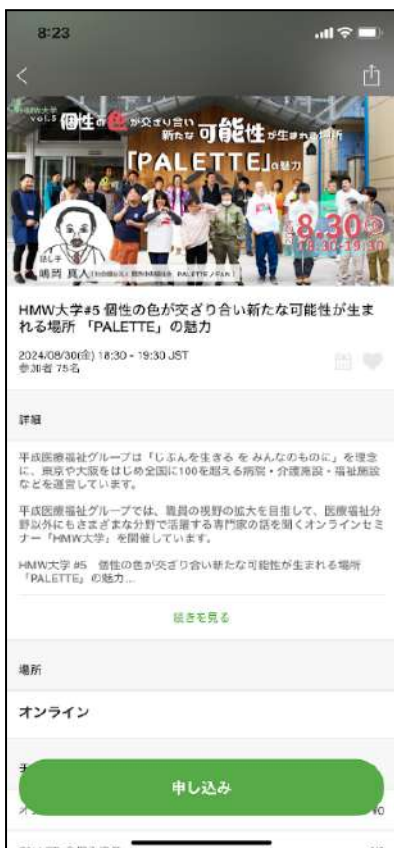 8:23
HMW大学
vol.5
個性の色が交ざり合い
新たな可能性が生まれる場所
「PALETTE」の魅力
話し手
鳴岡 真人
8.30
18:30-19:30
HMW大学#5 個性の色が交ざり合い新たな可能性が生ま
れる場所 「PALETTE」の魅力
2024/08/30(金) 18:30 - 19:30 JST
参加者 75名
詳細
平成医療福祉グループは「じぶんを生きる を みんなのものに」を理念
に、東京や大阪をはじめ全国に100を超える病院・介護施設・福祉施設
などを運営しています。
平成医療福祉グループでは、職員の視野の拡大を目指して、医療福祉分
野以外にもさまざまな分野で活躍する専門家の話を聞くオンラインセミ
ナー「HMW大学」を開催しています。
HMW大学 #5 個性の色が交ざり合い新たな可能性が生まれる場所
「PALETTE」の魅力...
続きを見る
場所
オンライン
申し込み
¥0